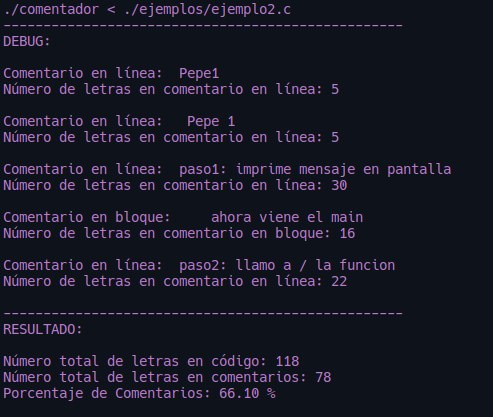 ./comentador < ./ejemplos/ejemplo2.c
--------------------------------------------------
DEBUG:
Comentario en línea:  Pepe1
Número de letras en comentario en línea: 5
Comentario en línea:   Pepe 1
Número de letras en comentario en línea: 5
Comentario en línea:  paso1: imprime mensaje en pantalla
Número de letras en comentario en línea: 30
Comentario en bloque:     ahora viene el main
Número de letras en comentario en bloque: 16
Comentario en línea:  paso2: llamo a / la funcion
Número de letras en comentario en línea: 22
--------------------------------------------------
RESULTADO:
Número total de letras en código: 118
Número total de letras en comentarios: 78
Porcentaje de Comentarios: 66.10 %